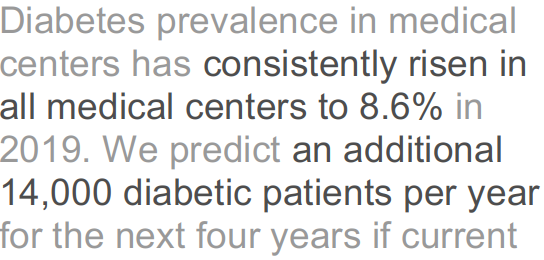 Diabetes prevalence in medical
centers has consistently risen in
all medical centers to 8.6% in
2019. We predict an additional
14,000 diabetic patients per year
for the next four years if current